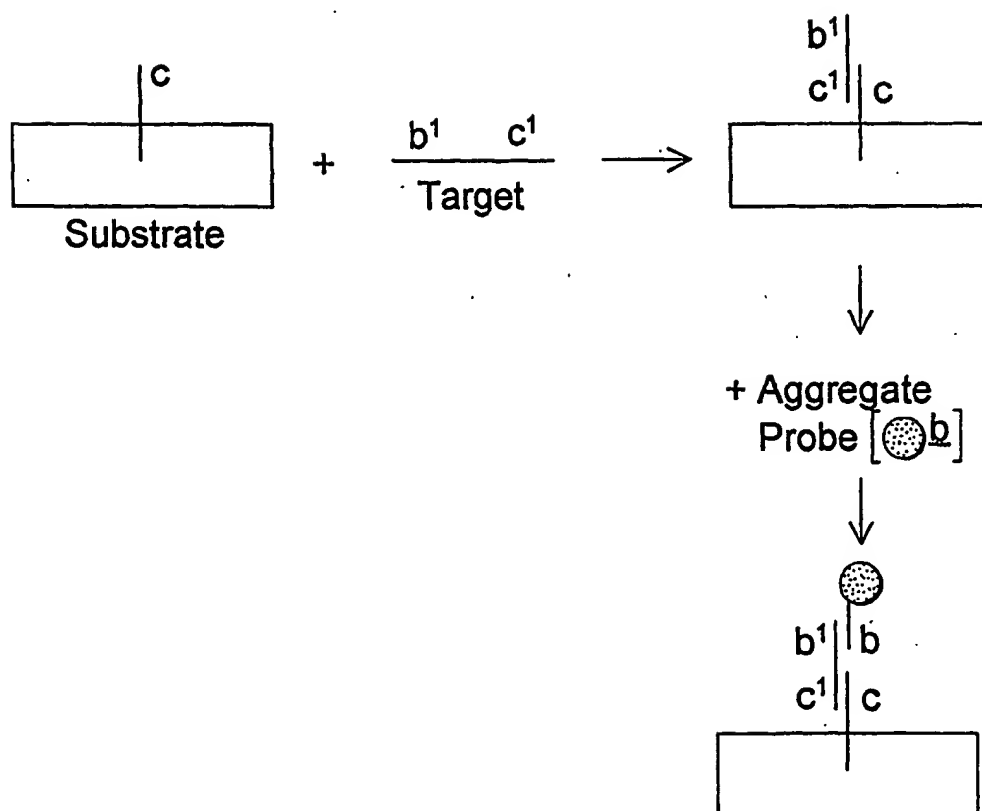 c
Substrate
+
b¹ c¹
Target
b¹
c¹ c
+ Aggregate
Probe [b]
b¹ b
c¹ c